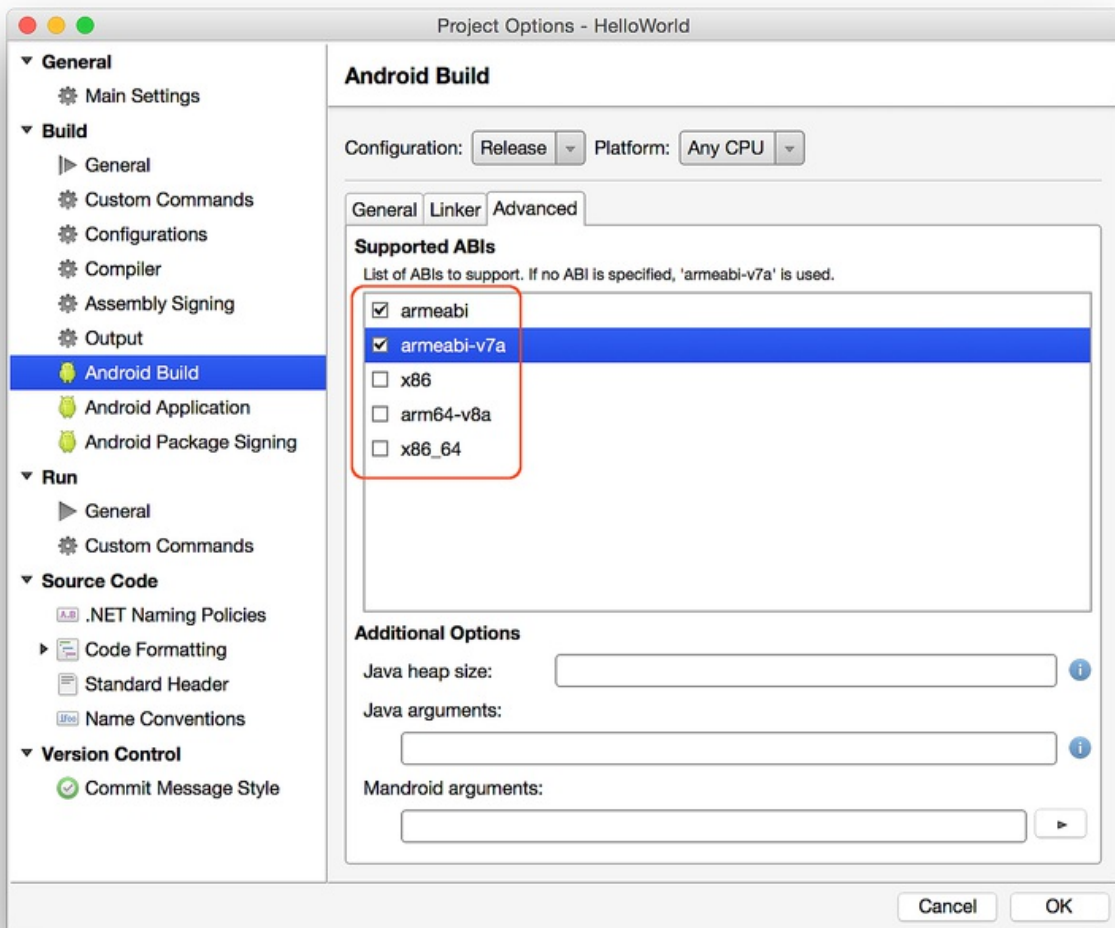 Project Options - HelloWorld
General
Main Settings
Build
General
Custom Commands
Configurations
Compiler
Assembly Signing
Output
Android Build
Android Application
Android Package Signing
Run
General
Custom Commands
Source Code
.NET Naming Policies
Code Formatting
Standard Header
Name Conventions
Version Control
Commit Message Style
Android Build
Configuration: Release Platform: Any CPU
General Linker Advanced
Supported ABIs
List of ABIs to support. If no ABI is specified, 'armeabi-v7a' is used.
armeabi
armeabi-v7a
x86
arm64-v8a
x86_64
Additional Options
Java heap size:
Java arguments:
Mandroid arguments:
Cancel OK